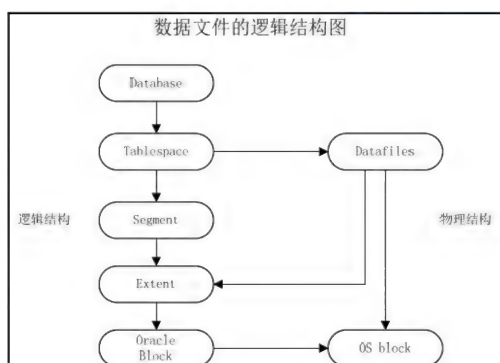 数据文件的逻辑结构图
Database
Tablespace
Datafiles
逻辑结构
Segment
物理结构
Extent
Oracle
Block
OS block